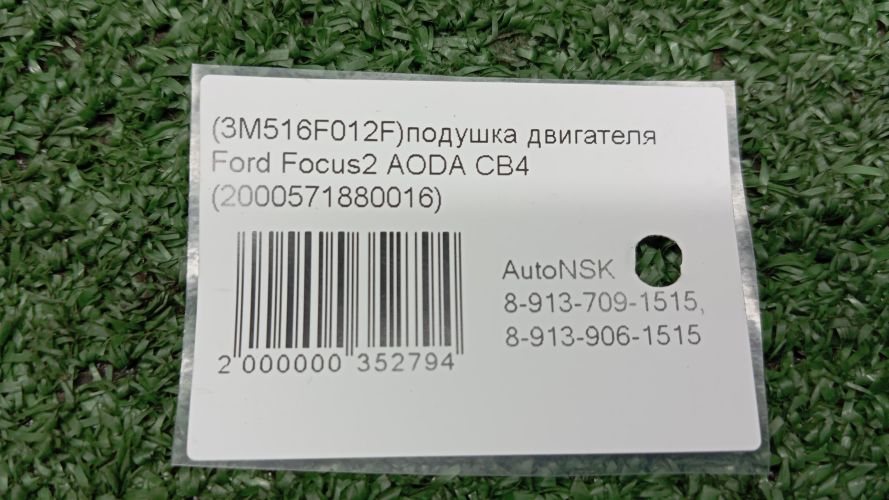 (3M516F012F)подушка двигателя
Ford Focus2 AODA CB4
(2000571880016)
AutoNSK
8-913-709-1515,
8-913-906-1515
2 000000 352794